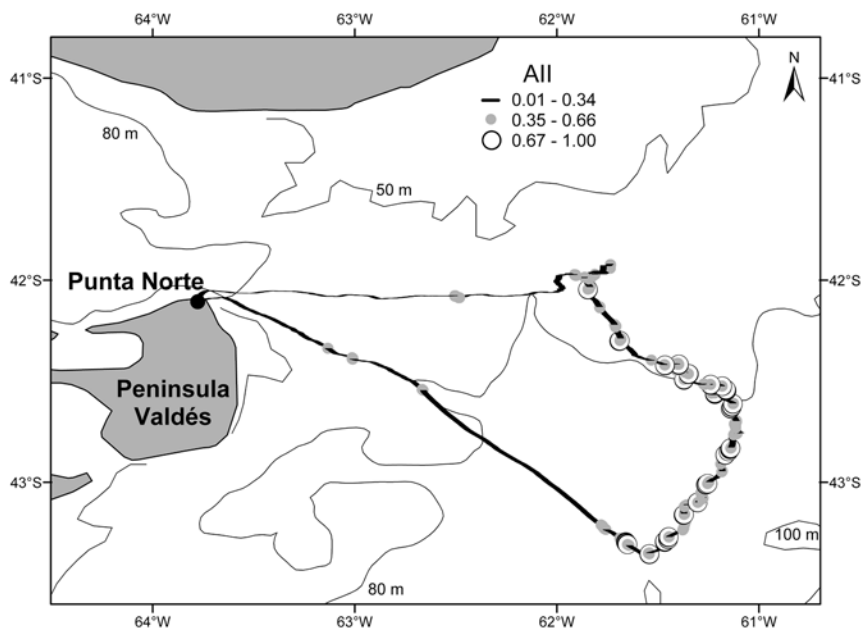 64°W 63°W 62°W 61°W
41°S 41°S
N
All
0.01 - 0.34
0.35 - 0.66
0.67 - 1.00
80 m
50 m
42°S 42°S
Punta Norte
Peninsula
Valdés
43°S 43°S
100 m
80 m
64°W 63°W 62°W 61°W